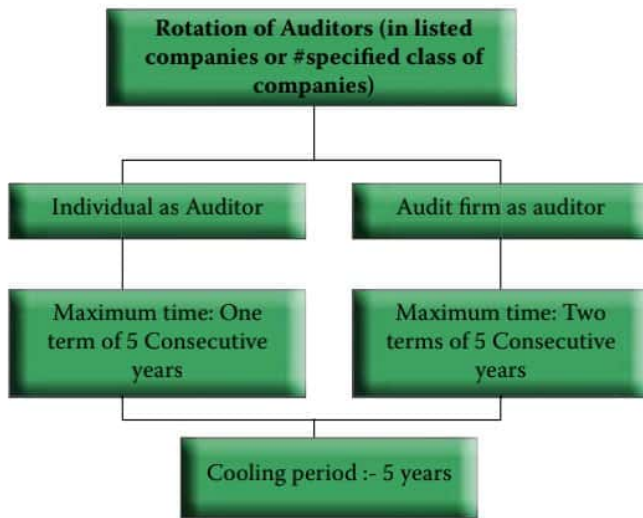 Rotation of Auditors (in listed
companies or #specified class of
companies)
Individual as Auditor
Audit firm as auditor
Maximum time: One
term of 5 Consecutive
years
Maximum time: Two
terms of 5 Consecutive
years
Cooling period :- 5 years